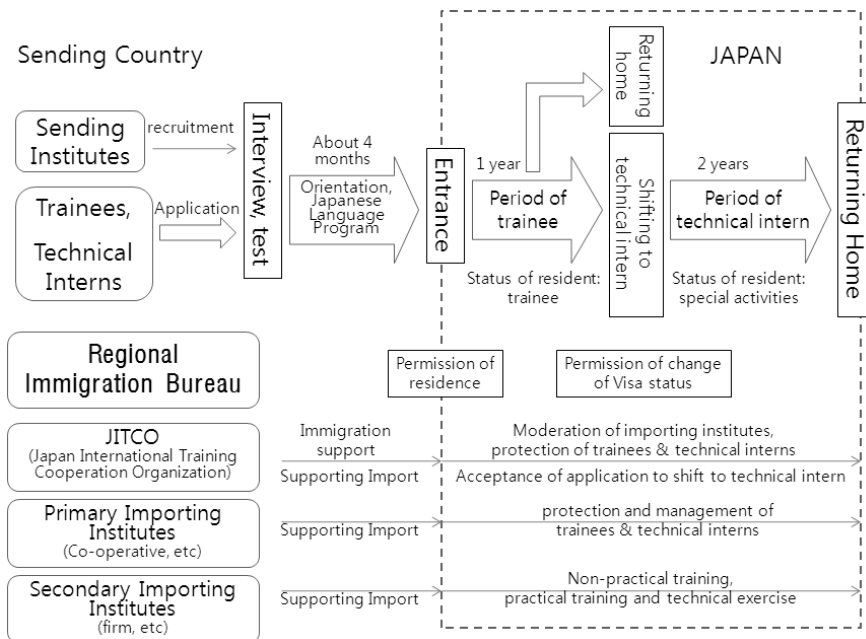 Sending Country
JAPAN
Sending
Institutes
recruitment
Trainees,
Technical
Interns
Application
Interview, test
About 4
months
Orientation,
Japanese
Language
Program
Entrance
1 year
Period of
trainee
Status of resident:
trainee
Returning
home
Shifting to
technical intern
2 years
Period of
technical intern
Status of resident:
special activities
Returning Home
Regional
Immigration Bureau
Permission of
residence
Permission of change
of Visa status
JITCO
(Japan International Training
Cooperation Organization)
Immigration
support
Supporting Import
Moderation of importing institutes,
protection of trainees & technical interns
Acceptance of application to shift to technical intern
Primary Importing
Institutes
(Co-operative, etc)
Supporting Import
protection and management of
trainees & technical interns
Secondary Importing
Institutes
(firm, etc)
Supporting Import
Non-practical training,
practical training and technical exercise